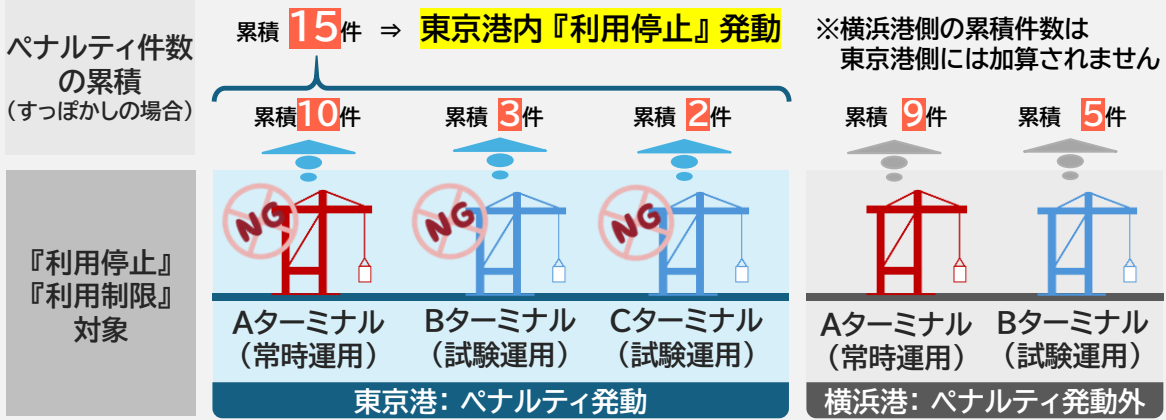 ペナルティ件数
の累積
（すっぽかしの場合）
累積 15件 ⇒ 東京港内『利用停止』発動
※横浜港側の累積件数は
東京港側には加算されません
累積10件
累積 3件
累積 2件
累積 9件
累積 5件
『利用停止』
『利用制限』
対象
NG
NG
NG
Aターミナル
（常時運用）
Bターミナル
（試験運用）
Cターミナル
（試験運用）
Aターミナル
（常時運用）
Bターミナル
（試験運用）
東京港：ペナルティ発動
横浜港：ペナルティ発動外